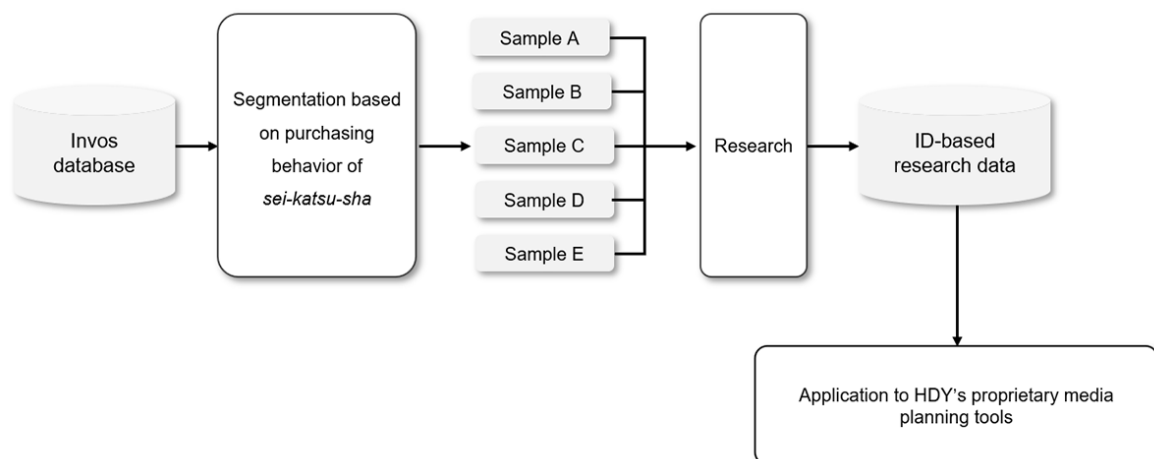 Invos
database
Segmentation based
on purchasing
behavior of
sei-katsu-sha
Sample A
Sample B
Sample C
Sample D
Sample E
Research
ID-based
research data
Application to HDY's proprietary media
planning tools